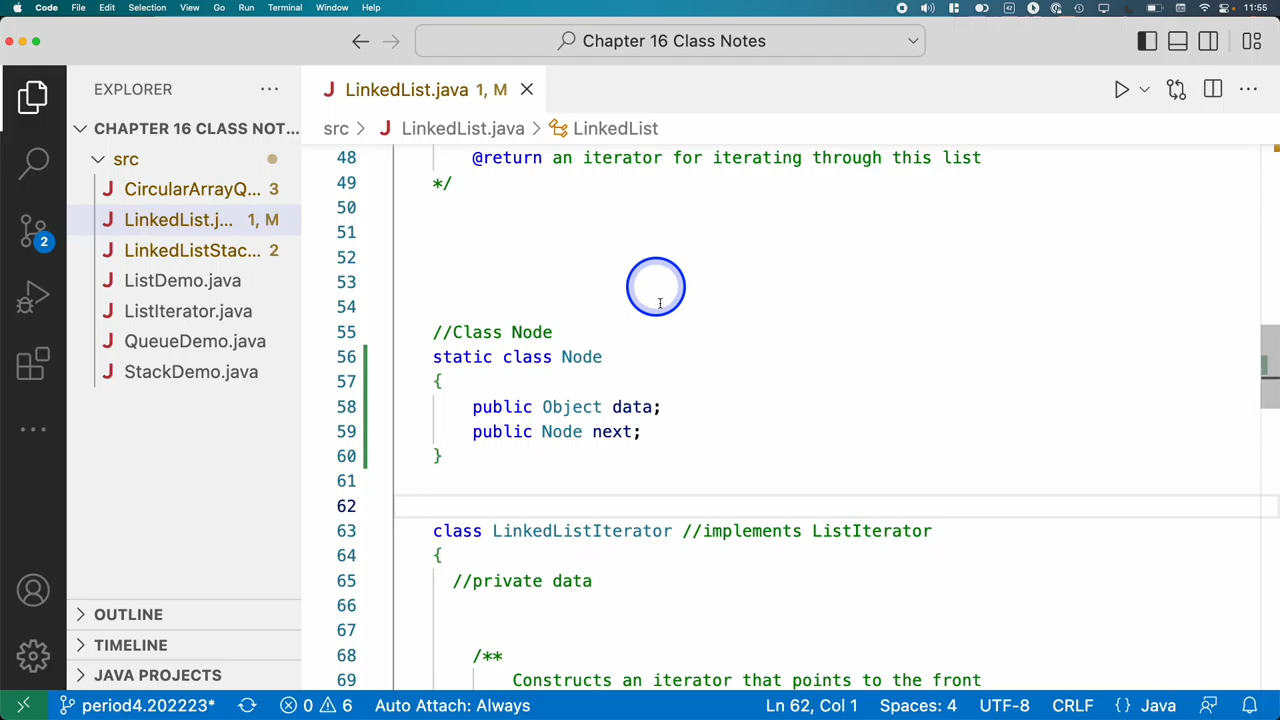 Code File Edit Selection View Go Run Terminal Window Help 11:55
Chapter 16 Class Notes
EXPLORER
CHAPTER 16 CLASS NOT...
src
CircularArrayQ... 3
LinkedList.j... 1, M
LinkedListStac... 2
ListDemo.java
ListIterator.java
QueueDemo.java
StackDemo.java
OUTLINE
TIMELINE
JAVA PROJECTS
2
LinkedList.java 1, M
src > LinkedList.java > LinkedList
48 @return an iterator for iterating through this list
49 */
50
51
52
53
54
55 //Class Node
56 static class Node
57 {
58 public Object data;
59 public Node next;
60 }
61
62
63 class LinkedListIterator //implements ListIterator
64 {
65 //private data
66
67
68 /**
69 Constructs an iterator that points to the front
period4.202223* 0 6 Auto Attach: Always Ln 62, Col 1 Spaces: 4 UTF-8 CRLF {} Java